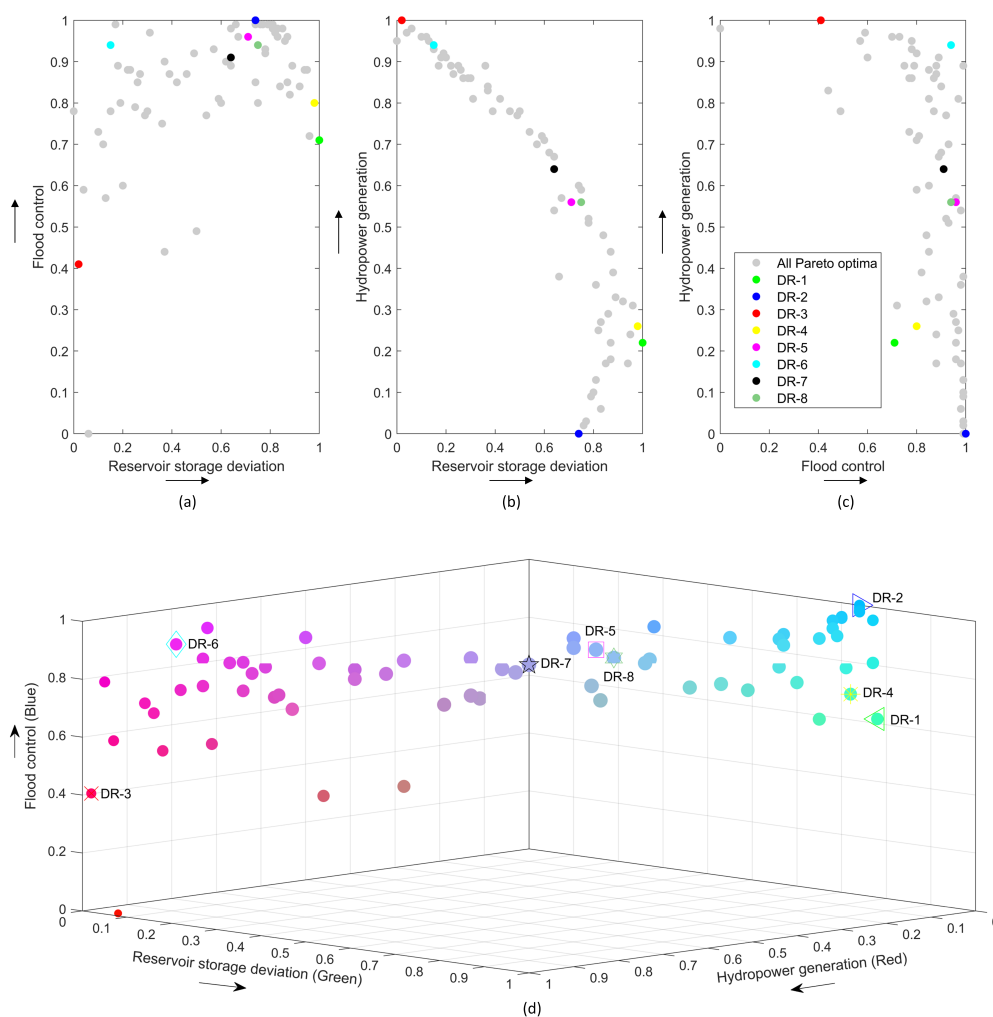 1
0.9
0.8
0.7
0.6
0.5
0.4
0.3
0.2
0.1
0
Flood control
0 0.2 0.4 0.6 0.8 1
Reservoir storage deviation
(a)
1
0.9
0.8
0.7
0.6
0.5
0.4
0.3
0.2
0.1
0
Hydropower generation
0 0.2 0.4 0.6 0.8 1
Reservoir storage deviation
(b)
1
0.9
0.8
0.7
0.6
0.5
0.4
0.3
0.2
0.1
0
Hydropower generation
All Pareto optima
DR-1
DR-2
DR-3
DR-4
DR-5
DR-6
DR-7
DR-8
0 0.2 0.4 0.6 0.8 1
Flood control
(c)
1
0.8
0.6
0.4
0.2
0
Flood control (Blue)
DR-2
DR-5
DR-6
DR-7
DR-8
DR-4
DR-1
DR-3
0 0.1 0.2 0.3 0.4 0.5 0.6 0.7 0.8 0.9 1
Reservoir storage deviation (Green)
1 0.9 0.8 0.7 0.6 0.5 0.4 0.3 0.2 0.1
Hydropower generation (Red)
(d)